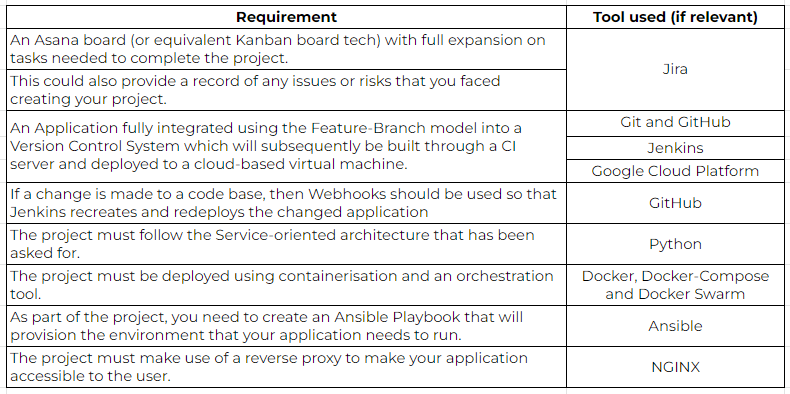 Requirement
Tool used (if relevant)
An Asana board (or equivalent Kanban board tech) with full expansion on
tasks needed to complete the project.
This could also provide a record of any issues or risks that you faced
creating your project.
Jira
An Application fully integrated using the Feature-Branch model into a
Version Control System which will subsequently be built through a CI
server and deployed to a cloud-based virtual machine.
Git and GitHub
Jenkins
Google Cloud Platform
If a change is made to a code base, then Webhooks should be used so that
Jenkins recreates and redeploys the changed application
GitHub
The project must follow the Service-oriented architecture that has been
asked for.
Python
The project must be deployed using containerisation and an orchestration
tool.
Docker, Docker-Compose
and Docker Swarm
As part of the project, you need to create an Ansible Playbook that will
provision the environment that your application needs to run.
Ansible
The project must make use of a reverse proxy to make your application
accessible to the user.
NGINX